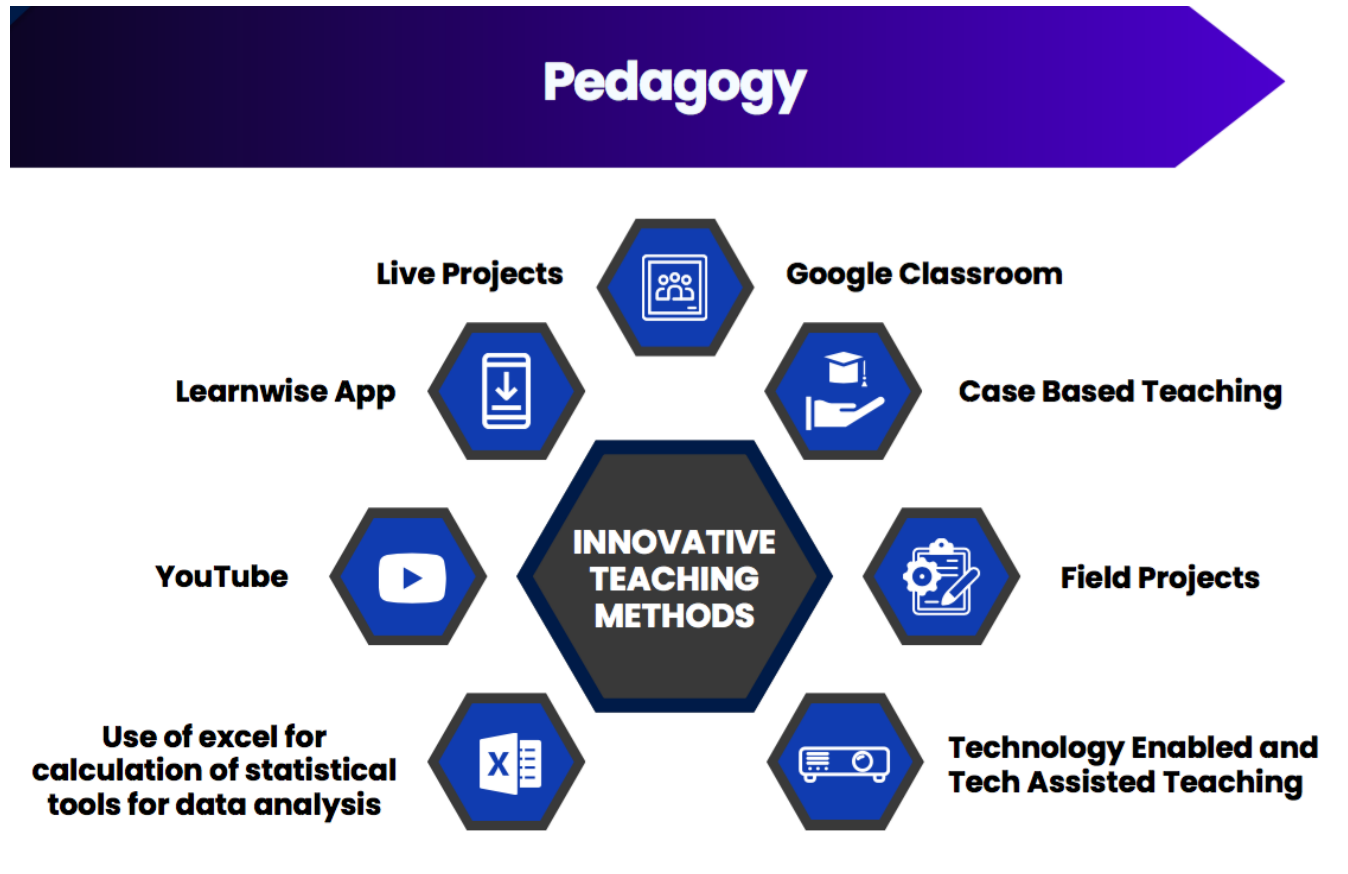 Pedagogy
Live Projects
Google Classroom
Learnwise App
Case Based Teaching
INNOVATIVE
TEACHING
METHODS
YouTube
Field Projects
Use of excel for
calculation of statistical
tools for data analysis
X
Technology Enabled and
Tech Assisted Teaching